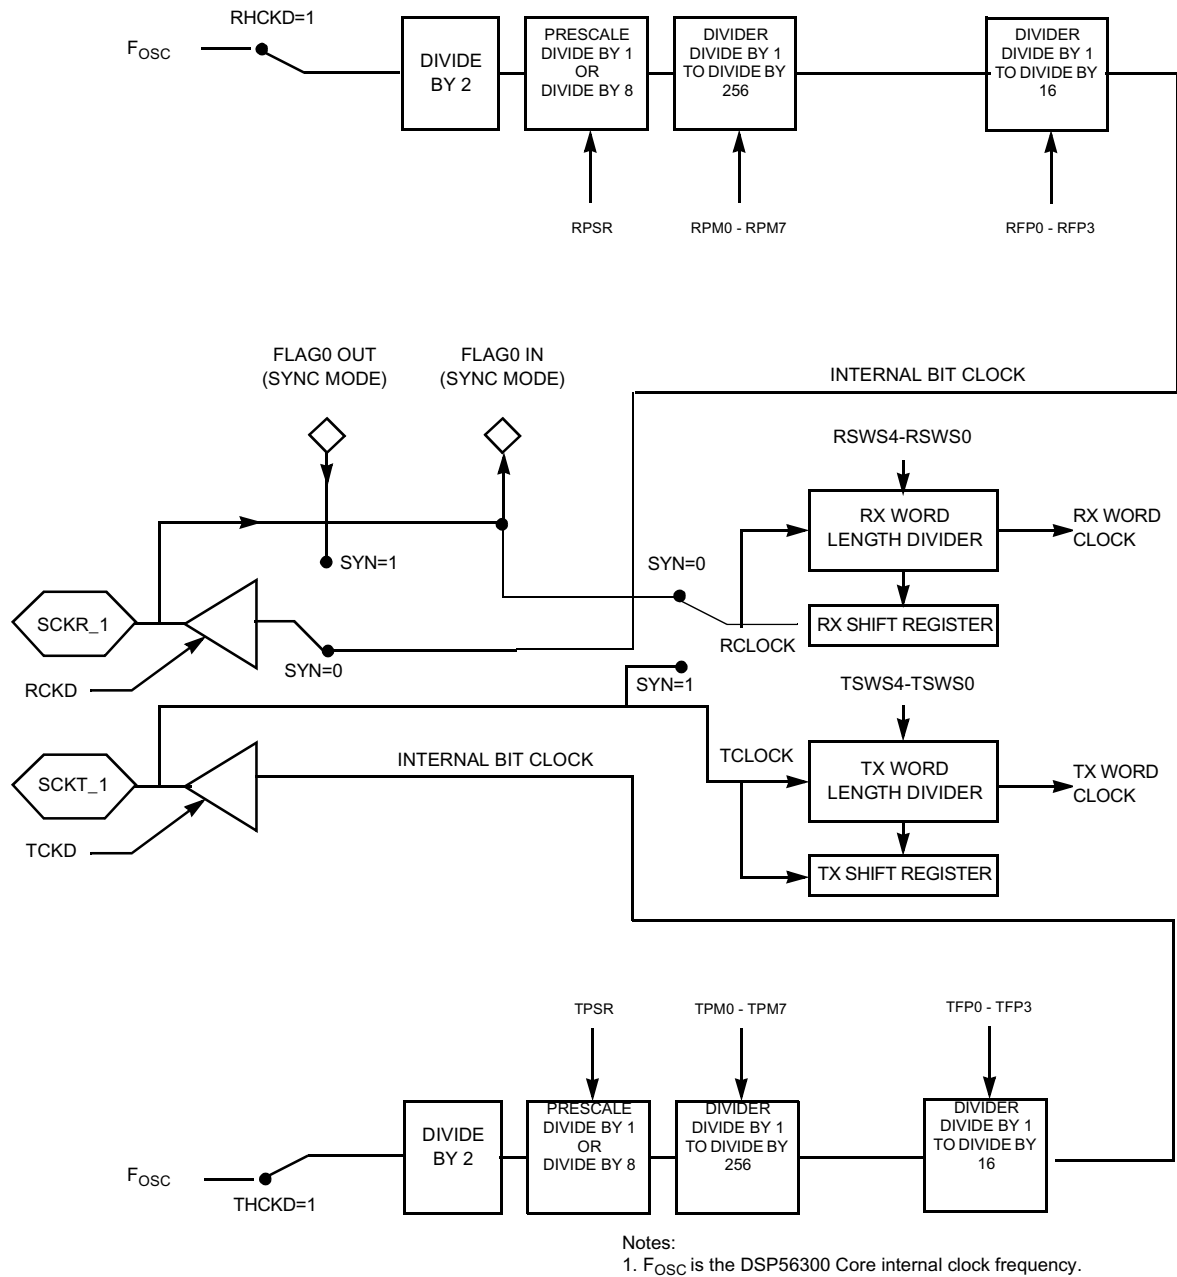 RHCKD=1
FOSC
DIVIDE
BY 2
PRESCALE
DIVIDE BY 1
OR
DIVIDE BY 8
DIVIDER
DIVIDE BY 1
TO DIVIDE BY
256
DIVIDER
DIVIDE BY 1
TO DIVIDE BY
16
RPSR
RPM0 - RPM7
RFP0 - RFP3
FLAG0 OUT
(SYNC MODE)
FLAG0 IN
(SYNC MODE)
INTERNAL BIT CLOCK
RSWS4-RSWS0
RX WORD
LENGTH DIVIDER
RX WORD
CLOCK
SYN=1
SYN=0
SCKR_1
RX SHIFT REGISTER
RCLOCK
SYN=0
RCKD
SYN=1
TSWS4-TSWS0
INTERNAL BIT CLOCK
TCLOCK
TX WORD
LENGTH DIVIDER
TX WORD
CLOCK
SCKT_1
TCKD
TX SHIFT REGISTER
TPSR
TPM0 - TPM7
TFP0 - TFP3
DIVIDE
BY 2
PRESCALE
DIVIDE BY 1
OR
DIVIDE BY 8
DIVIDER
DIVIDE BY 1
TO DIVIDE BY
256
DIVIDER
DIVIDE BY 1
TO DIVIDE BY
16
FOSC
THCKD=1
Notes:
1. FOSC is the DSP56300 Core internal clock frequency.